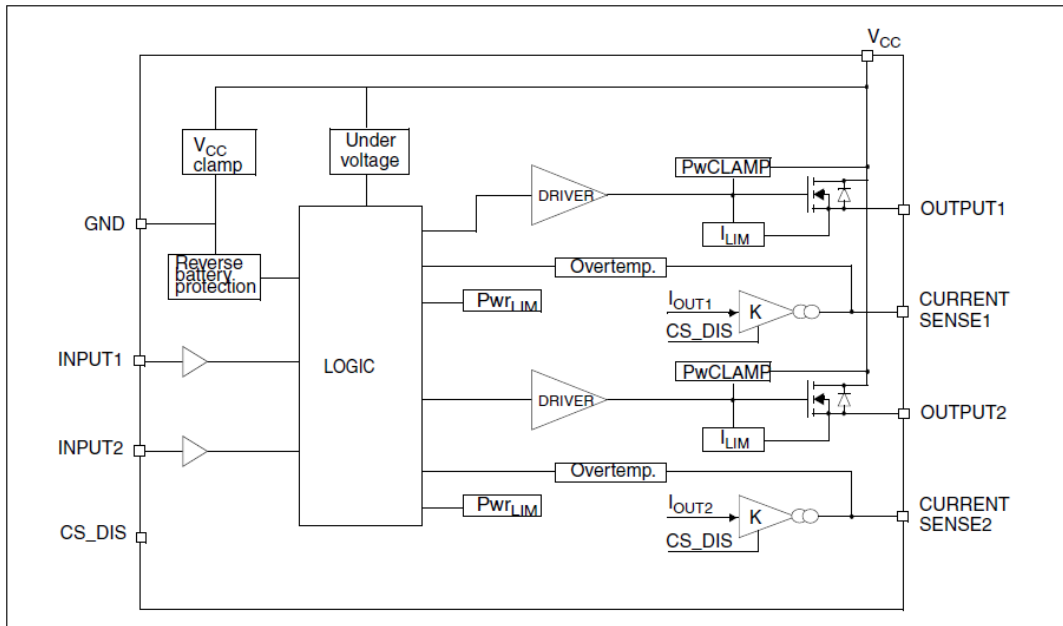 VCC
VCC
clamp
Under
voltage
PwCLAMP
DRIVER
GND
OUTPUT1
ILIM
Reverse
battery
protection
Overtemp.
PwrLIM
IOUT1
K
CURRENT
SENSE1
CS_DIS
INPUT1
LOGIC
PwCLAMP
DRIVER
OUTPUT2
INPUT2
ILIM
Overtemp.
PwrLIM
IOUT2
K
CURRENT
SENSE2
CS_DIS
CS_DIS